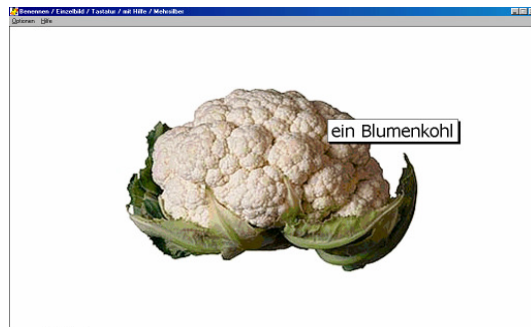 Benennen / Einzelbild / Tastatur / mit Hilfe / Mehrsilber
Optionen Hilfe
ein Blumenkohl